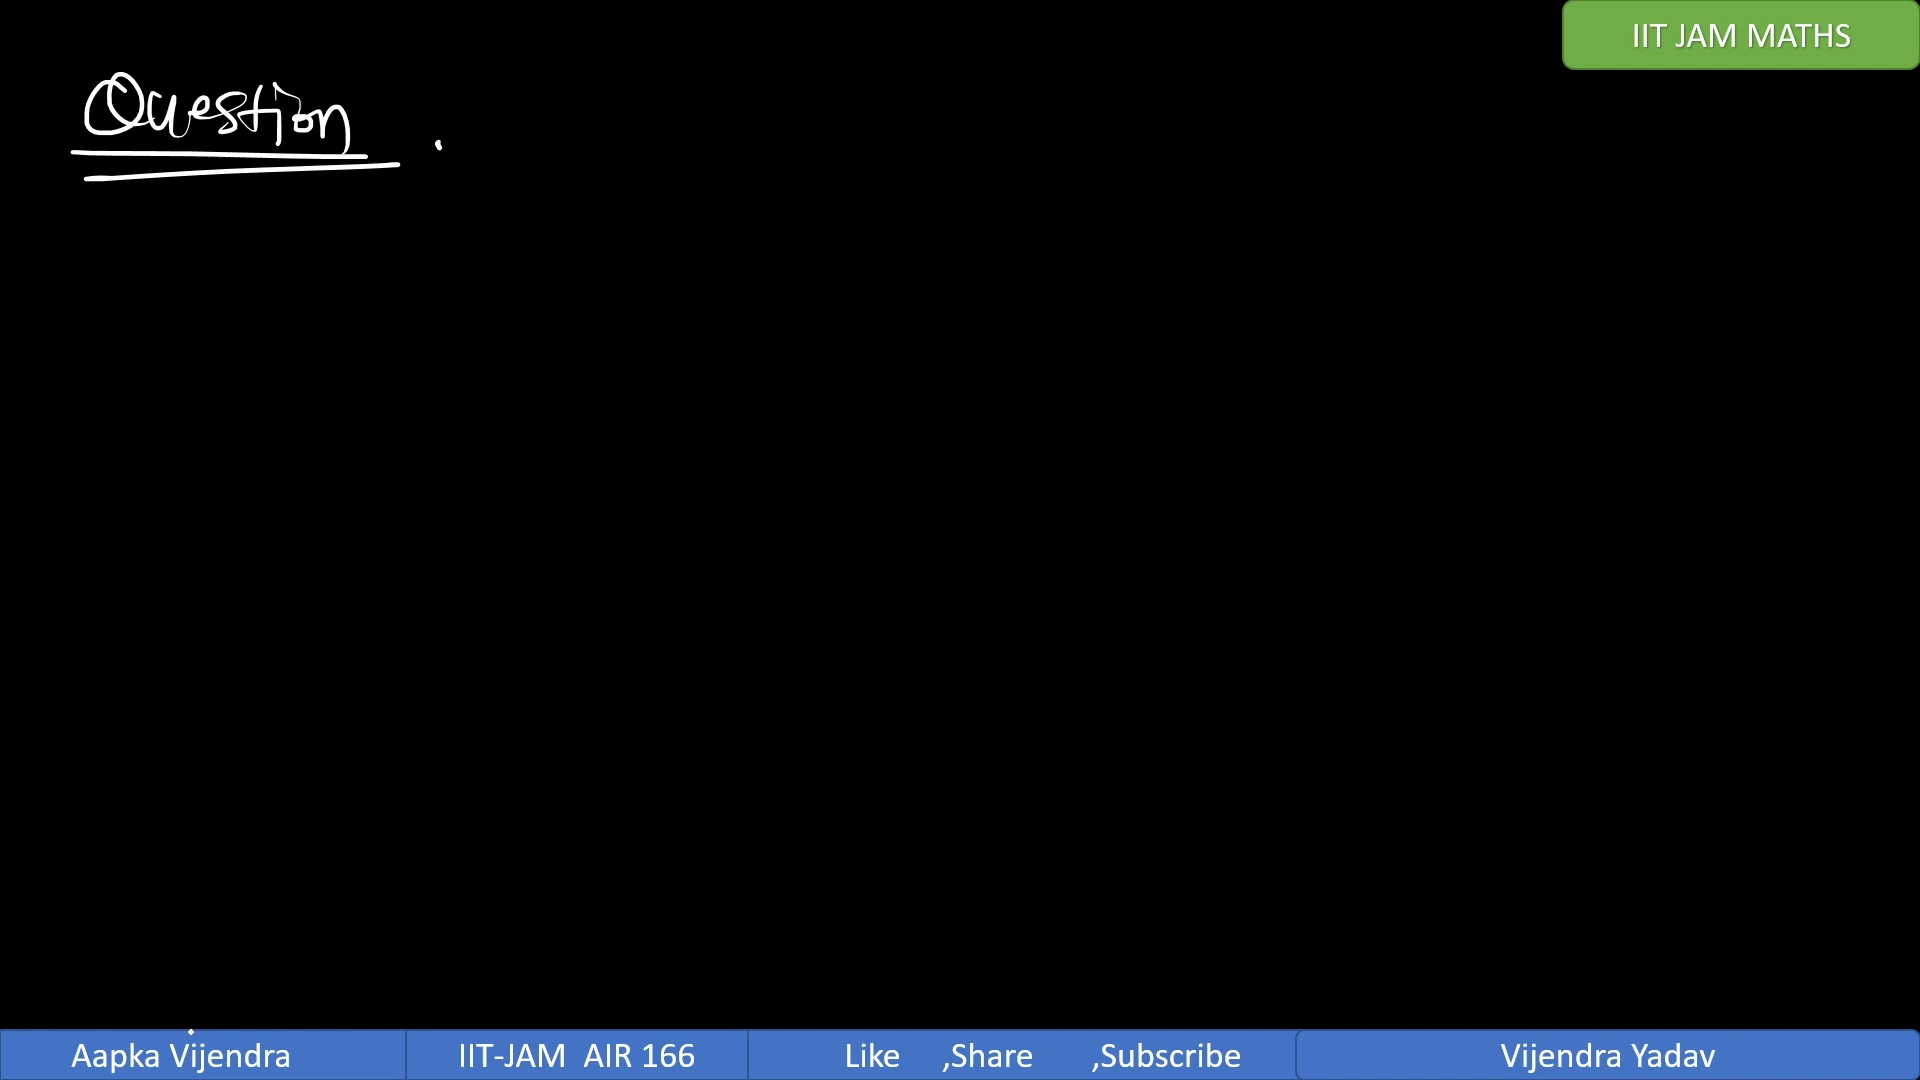 IIT JAM MATHS
Question .
Aapka Vijendra
IIT-JAM AIR 166
Like ,Share ,Subscribe
Vijendra Yadav